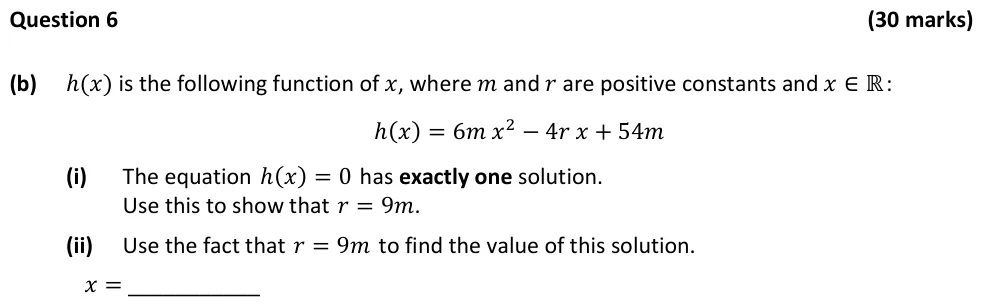 Question 6 (30 marks)
(b) h(x) is the following function of x, where m and r are positive constants and x ∈ ℝ:
h(x) = 6m x² − 4r x + 54m
(i) The equation h(x) = 0 has exactly one solution.
Use this to show that r = 9m.
(ii) Use the fact that r = 9m to find the value of this solution.
x = ____________